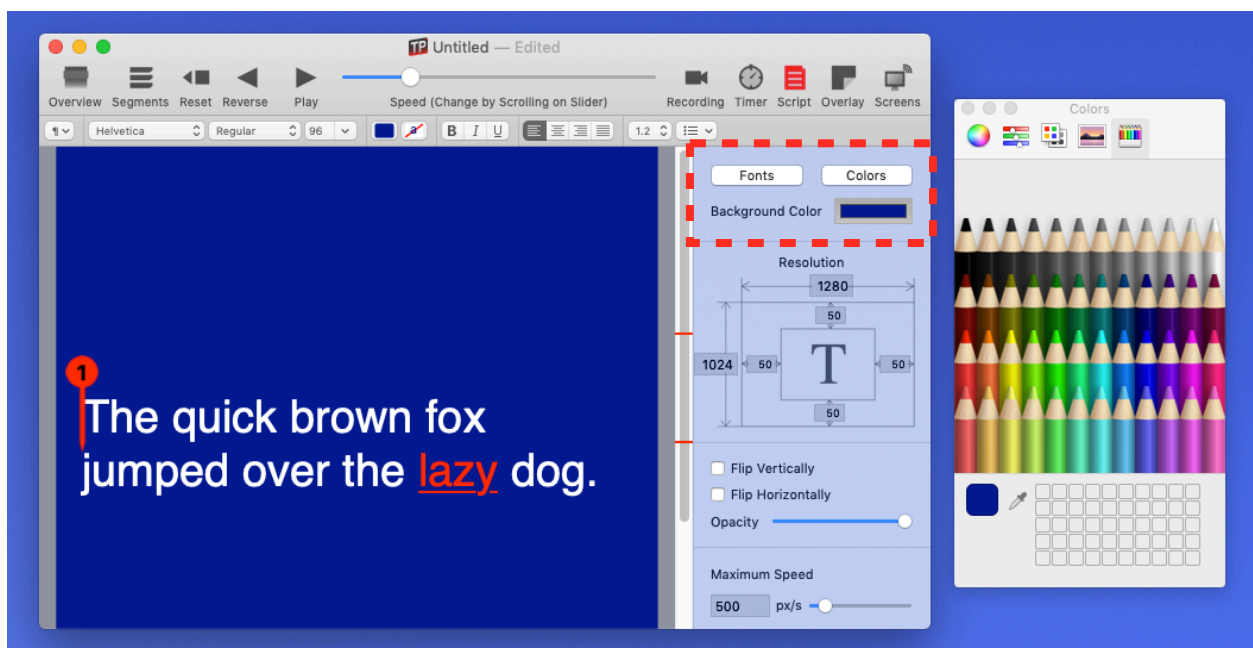 TP Untitled — Edited
Overview Segments Reset Reverse Play Speed (Change by Scrolling on Slider) Recording Timer Script Overlay Screens
¶ Helvetica Regular 96 a B I U 1.2
Colors
Fonts Colors
Background Color
Resolution
1280
50
1024 50 T 50
50
1
The quick brown fox
jumped over the lazy dog.
Flip Vertically
Flip Horizontally
Opacity
Maximum Speed
500 px/s